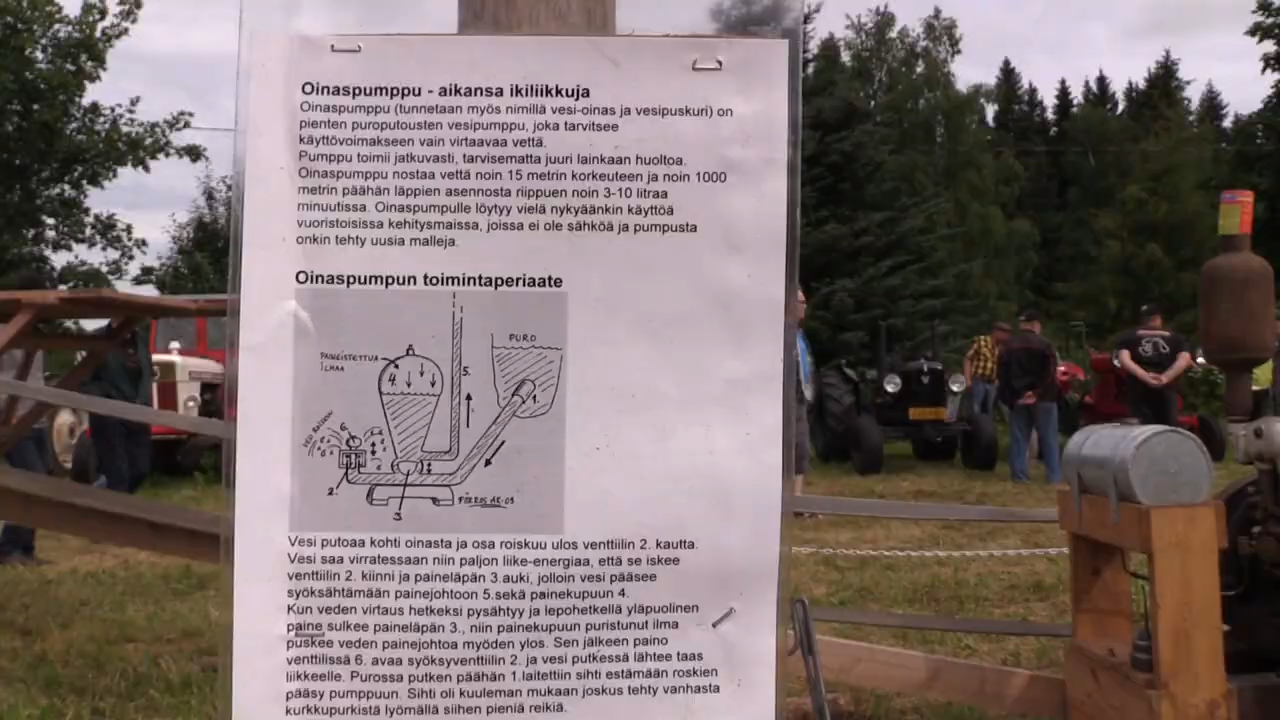 Oinaspumppu - aikansa ikiliikkuja
Oinaspumppu (tunnetaan myös nimillä vesi-oinas ja vesipuskuri) on
pienten puroputousten vesipumppu, joka tarvitsee
käyttövoimakseen vain virtaavaa vettä.
Pumppu toimii jatkuvasti, tarvisematta juuri lainkaan huoltoa.
Oinaspumppu nostaa vettä noin 15 metrin korkeuteen ja noin 1000
metrin päähän läppien asennosta riippuen noin 3-10 litraa
minuutissa. Oinaspumpulle löytyy vielä nykyäänkin käyttöä
vuoristoisissa kehitysmaissa, joissa ei ole sähköä ja pumpusta
onkin tehty uusia malleja.
Oinaspumpun toimintaperiaate
PURO
PAINEISTETTUA
ILMAA
4.
5.
1.
6
2.
3
Vesi putoaa kohti oinasta ja osa roiskuu ulos venttiilin 2. kautta.
Vesi saa virratessaan niin paljon liike-energiaa, että se iskee
venttiilin 2. kiinni ja paineläpän 3.auki, jolloin vesi pääsee
syöksähtämään painejohtoon 5.sekä painekupuun 4.
Kun veden virtaus hetkeksi pysähtyy ja lepohetkellä yläpuolinen
paine sulkee paineläpän 3., niin painekupuun puristunut ilma
puskee veden painejohtoa myöden ylos. Sen jälkeen paino
venttilissä 6. avaa syöksyventtiilin 2. ja vesi putkessa lähtee taas
liikkeelle. Purossa putken päähän 1.laitettiin sihti estämään roskien
pääsy pumppuun. Sihti oli kuuleman mukaan joskus tehty vanhasta
kurkkupurkistä lyömällä siihen pieniä reikiä.